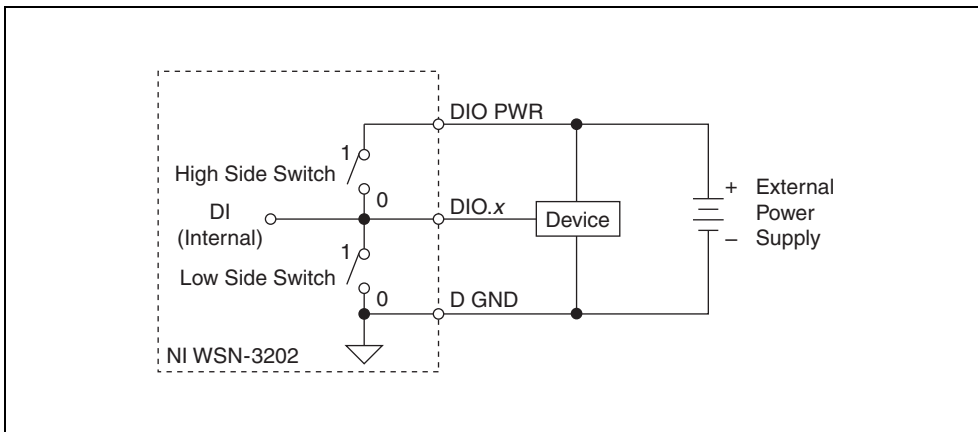 DIO PWR
1
High Side Switch
0
DI
(Internal)
DIO.x
Device
+ External
Power
– Supply
1
Low Side Switch
0
D GND
NI WSN-3202